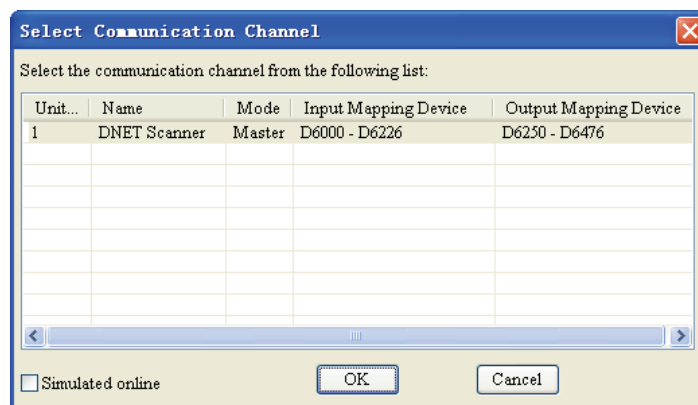 Select Communication Channel
Select the communication channel from the following list:
Unit... Name Mode Input Mapping Device Output Mapping Device
1 DNET Scanner Master D6000 - D6226 D6250 - D6476
Simulated online OK Cancel